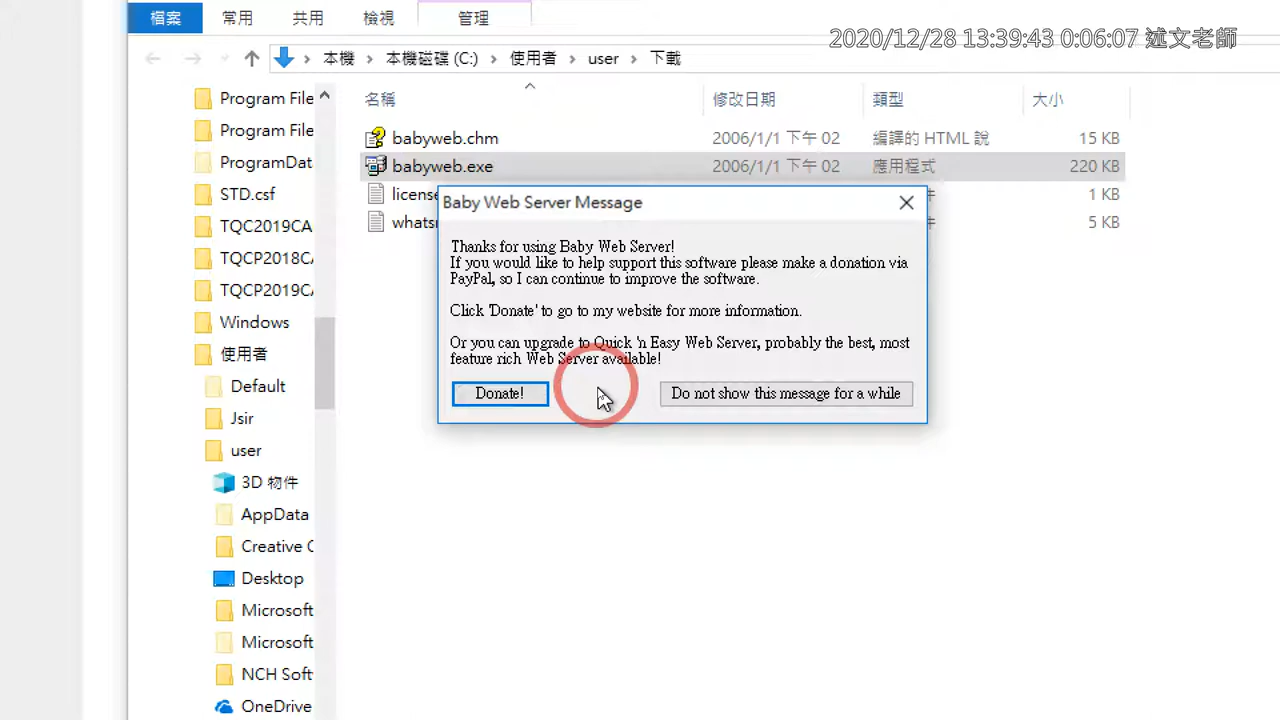 檔案 常用 共用 檢視 管理
2020/12/28 13:39:43 0:06:07 述文老師
本機 本機磁碟 (C:) 使用者 user 下載
名稱 修改日期 類型 大小
babyweb.chm 2006/1/1 下午 02 編譯的 HTML 說 15 KB
babyweb.exe 2006/1/1 下午 02 應用程式 220 KB
license 件 1 KB
whats 件 5 KB
Program File
Program File
ProgramData
STD.csf
TQC2019CA
TQCP2018CA
TQCP2019CA
Windows
使用者
Default
Jsir
user
3D 物件
AppData
Creative C
Desktop
Microsoft
Microsoft
NCH Soft
OneDrive
Baby Web Server Message
Thanks for using Baby Web Server!
If you would like to help support this software please make a donation via
PayPal, so I can continue to improve the software.
Click 'Donate' to go to my website for more information.
Or you can upgrade to Quick 'n Easy Web Server, probably the best, most
feature rich Web Server available!
Donate!
Do not show this message for a while